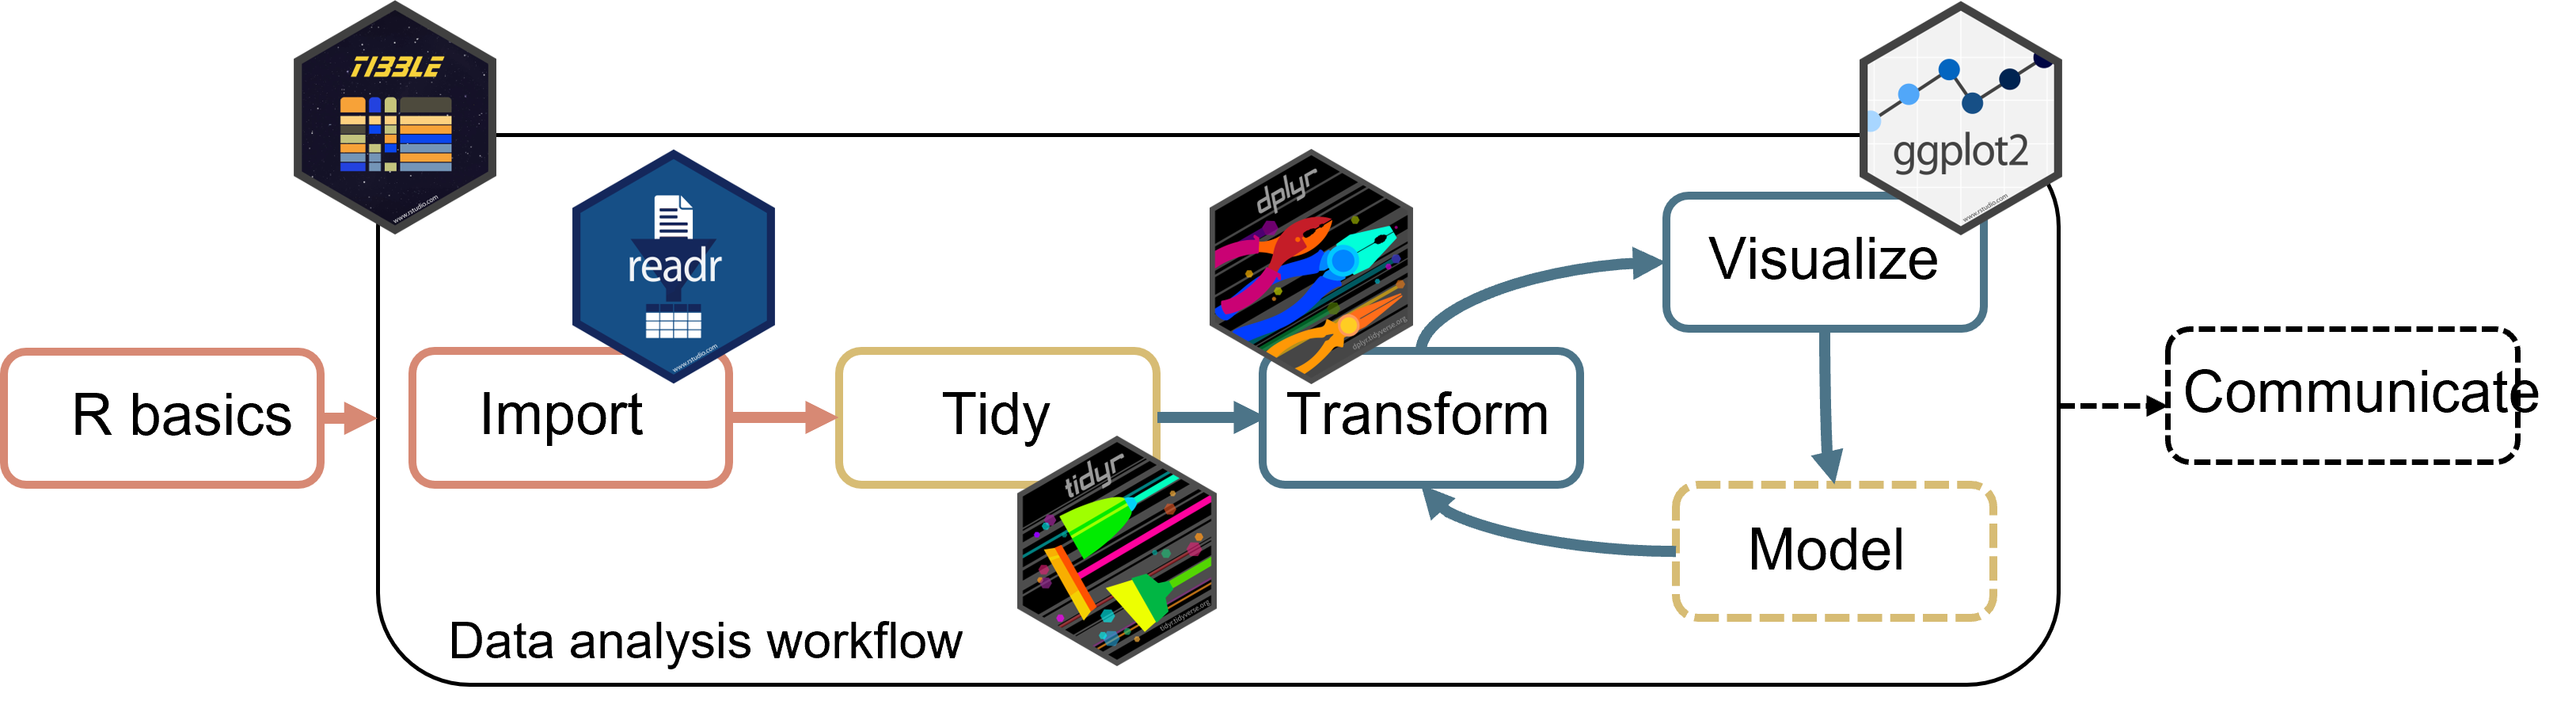 TIBBLE
www.rstudio.com
ggplot2
www.rstudio.com
readr
www.rstudio.com
dplyr
dplyr.tidyverse.org
Visualize
R basics
Import
Tidy
Transform
Communicate
tidyr
tidyr.tidyverse.org
Model
Data analysis workflow